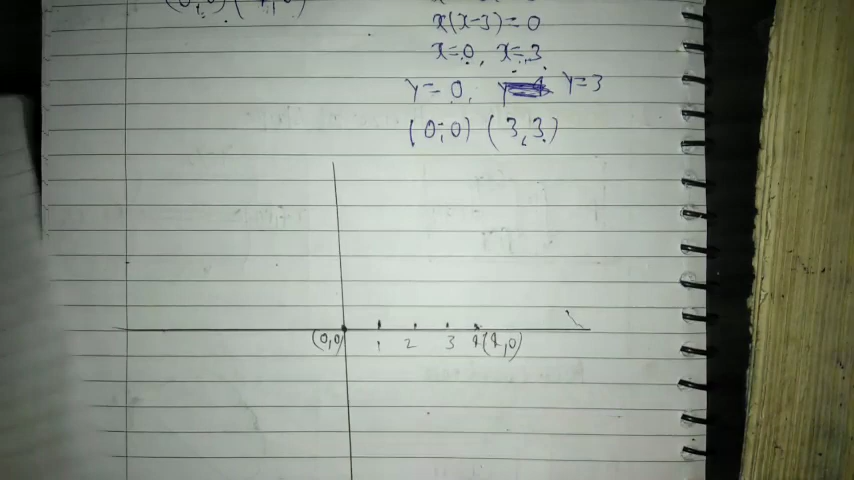 x(x-3)=0
x=0, x=3
y=0, y=3
(0,0) (3,3)
(0,0) 1 2 3 4(4,0)